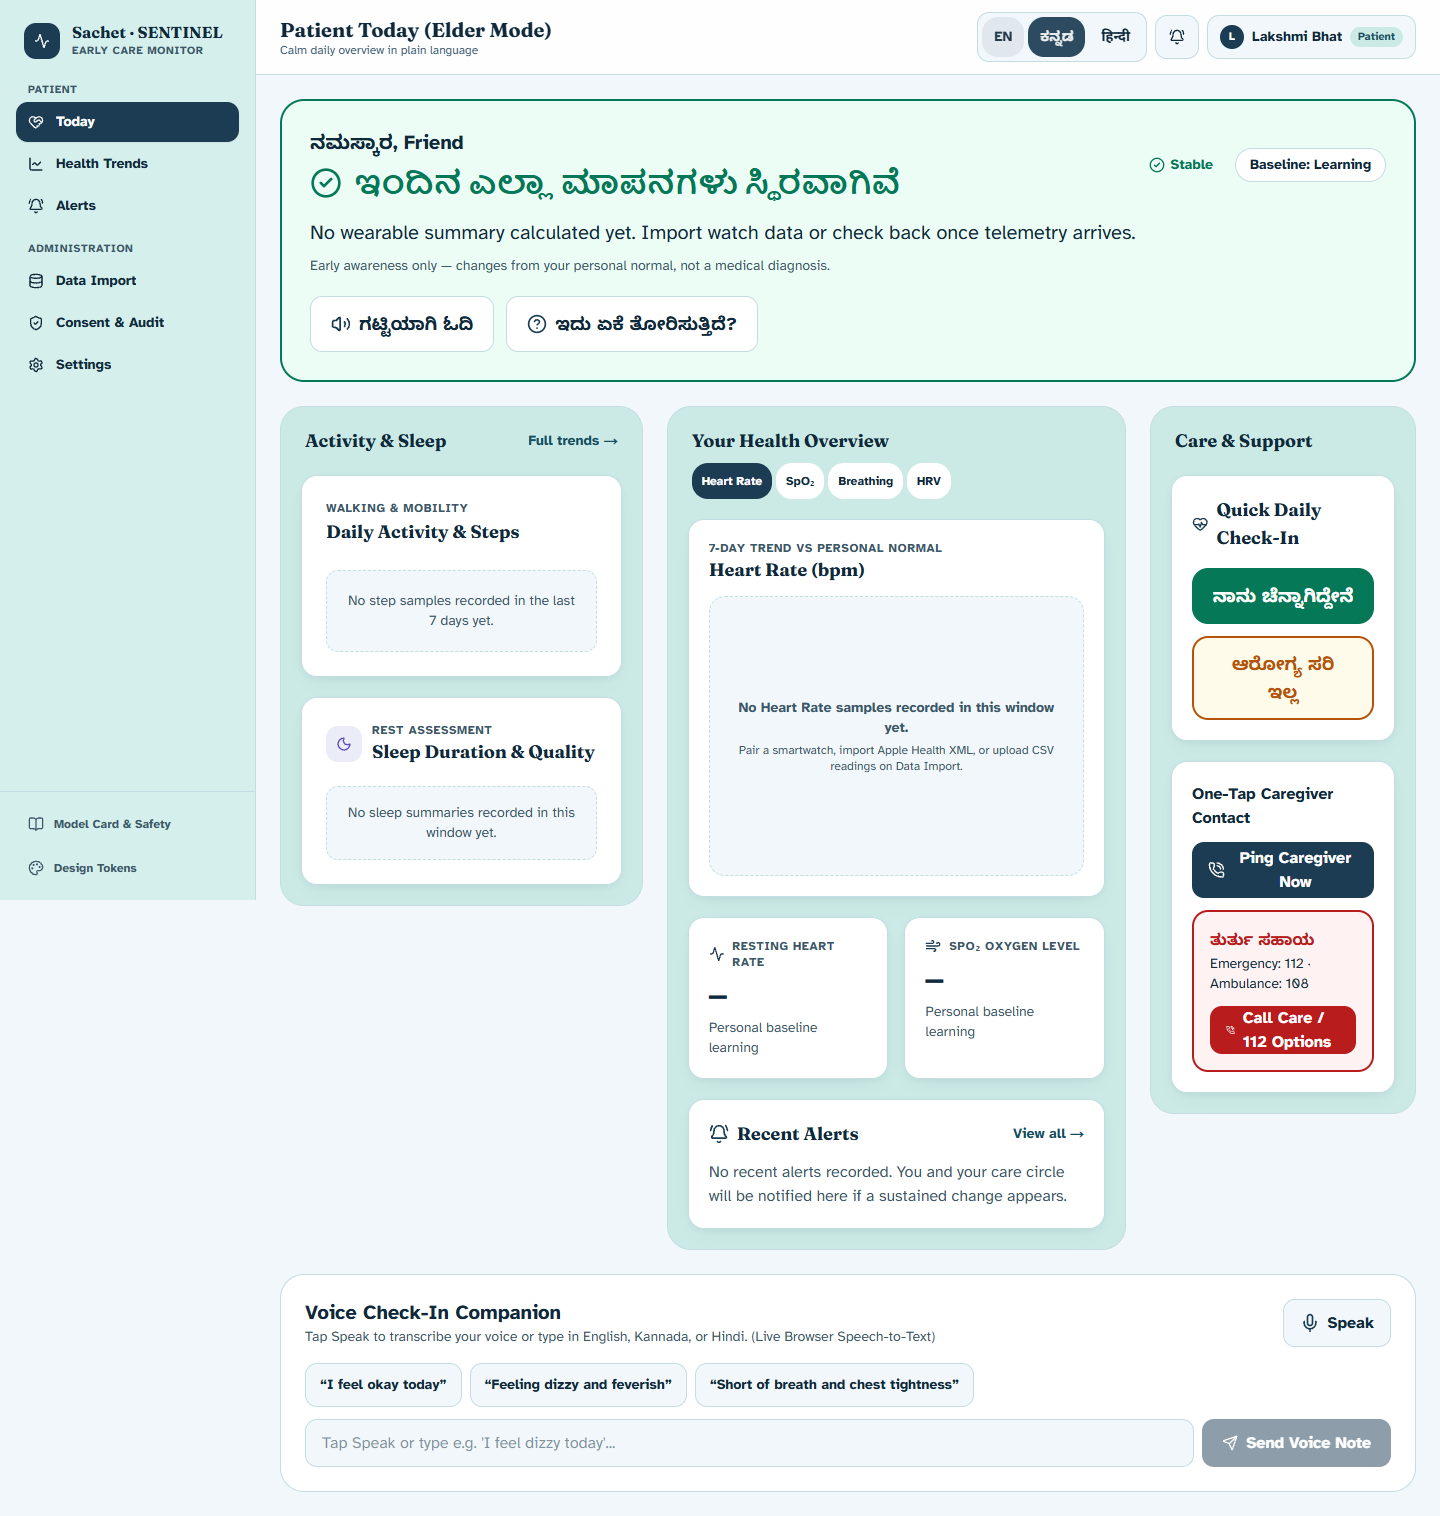 Sachet · SENTINEL
EARLY CARE MONITOR
PATIENT
Today
Health Trends
Alerts
ADMINISTRATION
Data Import
Consent & Audit
Settings
Model Card & Safety
Design Tokens
Patient Today (Elder Mode)
Calm daily overview in plain language
EN
ಕನ್ನಡ
हिन्दी
L
Lakshmi Bhat
Patient
ನಮಸ್ಕಾರ, Friend
ಇಂದಿನ ಎಲ್ಲಾ ಮಾಪನಗಳು ಸ್ಥಿರವಾಗಿವೆ
Stable
Baseline: Learning
No wearable summary calculated yet. Import watch data or check back once telemetry arrives.
Early awareness only — changes from your personal normal, not a medical diagnosis.
ಗಟ್ಟಿಯಾಗಿ ಓದಿ
ಇದು ಏಕೆ ತೋರಿಸುತ್ತಿದೆ?
Activity & Sleep
Full trends →
WALKING & MOBILITY
Daily Activity & Steps
No step samples recorded in the last
7 days yet.
REST ASSESSMENT
Sleep Duration & Quality
No sleep summaries recorded in this
window yet.
Your Health Overview
Heart Rate
SpO₂
Breathing
HRV
7-DAY TREND VS PERSONAL NORMAL
Heart Rate (bpm)
No Heart Rate samples recorded in this window
yet.
Pair a smartwatch, import Apple Health XML, or upload CSV
readings on Data Import.
RESTING HEART
RATE
—
Personal baseline
learning
SPO₂ OXYGEN LEVEL
—
Personal baseline
learning
Recent Alerts
View all →
No recent alerts recorded. You and your care circle
will be notified here if a sustained change appears.
Care & Support
Quick Daily
Check-In
ನಾನು ಚೆನ್ನಾಗಿದ್ದೇನೆ
ಆರೋಗ್ಯ ಸರಿ
ಇಲ್ಲ
One-Tap Caregiver
Contact
Ping Caregiver
Now
ತುರ್ತು ಸಹಾಯ
Emergency: 112 ·
Ambulance: 108
Call Care /
112 Options
Voice Check-In Companion
Tap Speak to transcribe your voice or type in English, Kannada, or Hindi. (Live Browser Speech-to-Text)
Speak
“I feel okay today”
“Feeling dizzy and feverish”
“Short of breath and chest tightness”
Tap Speak or type e.g. 'I feel dizzy today'...
Send Voice Note